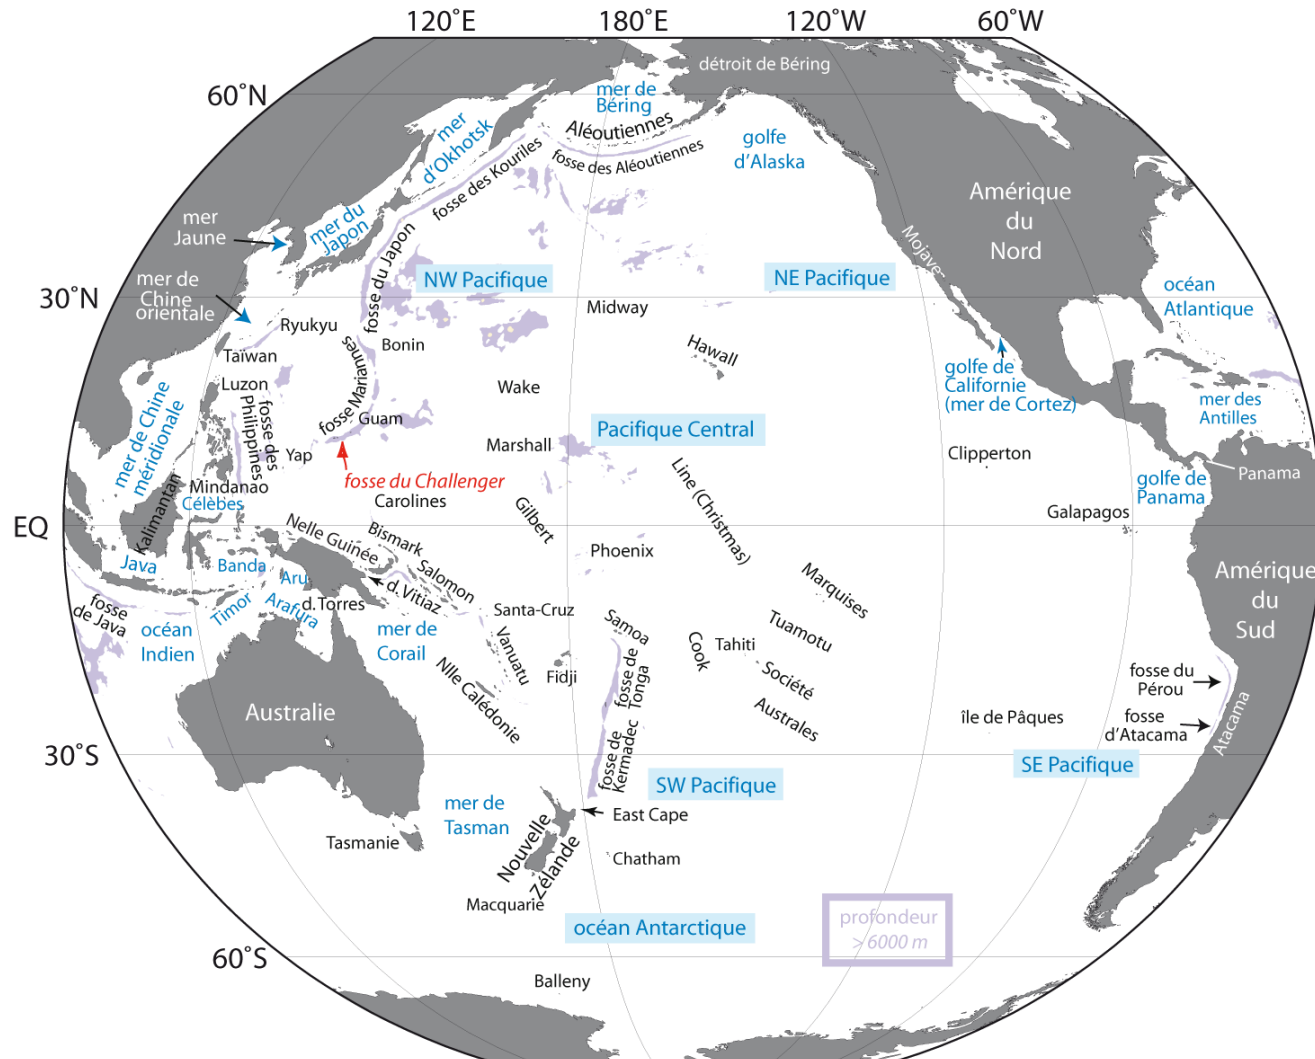 120˚E
180˚E
120˚W
60˚W
60˚N
détroit de Béring
mer de
Béring
Aléoutiennes
fosse des Aléoutiennes
golfe
d'Alaska
mer
d'Okhotsk
fosse des Kouriles
Amérique
du
Nord
mer
Jaune
mer du
Japon
Mojave
mer de
Chine
orientale
fosse du Japon
NW Pacifique
NE Pacifique
océan
Atlantique
30˚N
Midway
Ryukyu
Bonin
Hawall
Taïwan
golfe de
Californie
(mer de Cortez)
Luzon
fosse Mariannes
Wake
mer des
Antilles
mer de Chine
méridionale
fosse des
Philippines
Guam
Pacifique Central
Marshall
Clipperton
Yap
Panama
fosse du Challenger
golfe de
Panama
Mindanao
Célèbes
Carolines
Line (Christmas)
Kalimantan
Gilbert
Galapagos
EQ
Nelle Guinée
Bismark
Phoenix
Java
Banda
Aru
Salomon
Amérique
du
Sud
d.Vitiaz
Marquises
fosse
de Java
Timor
Arafura
d.Torres
Santa-Cruz
océan
Indien
mer de
Corail
Vanuatu
Samoa
Cook
Tahiti
Tuamotu
Nlle Calédonie
Fidji
fosse de
Tonga
Société
fosse du
Pérou
Australie
Australes
île de Pâques
fosse
d'Atacama
Atacama
fosse de
Kermadec
30˚S
SE Pacifique
SW Pacifique
mer de
Tasman
East Cape
Tasmanie
Nouvelle
Zélande
Chatham
Macquarie
profondeur
> 6000 m
océan Antarctique
60˚S
Balleny